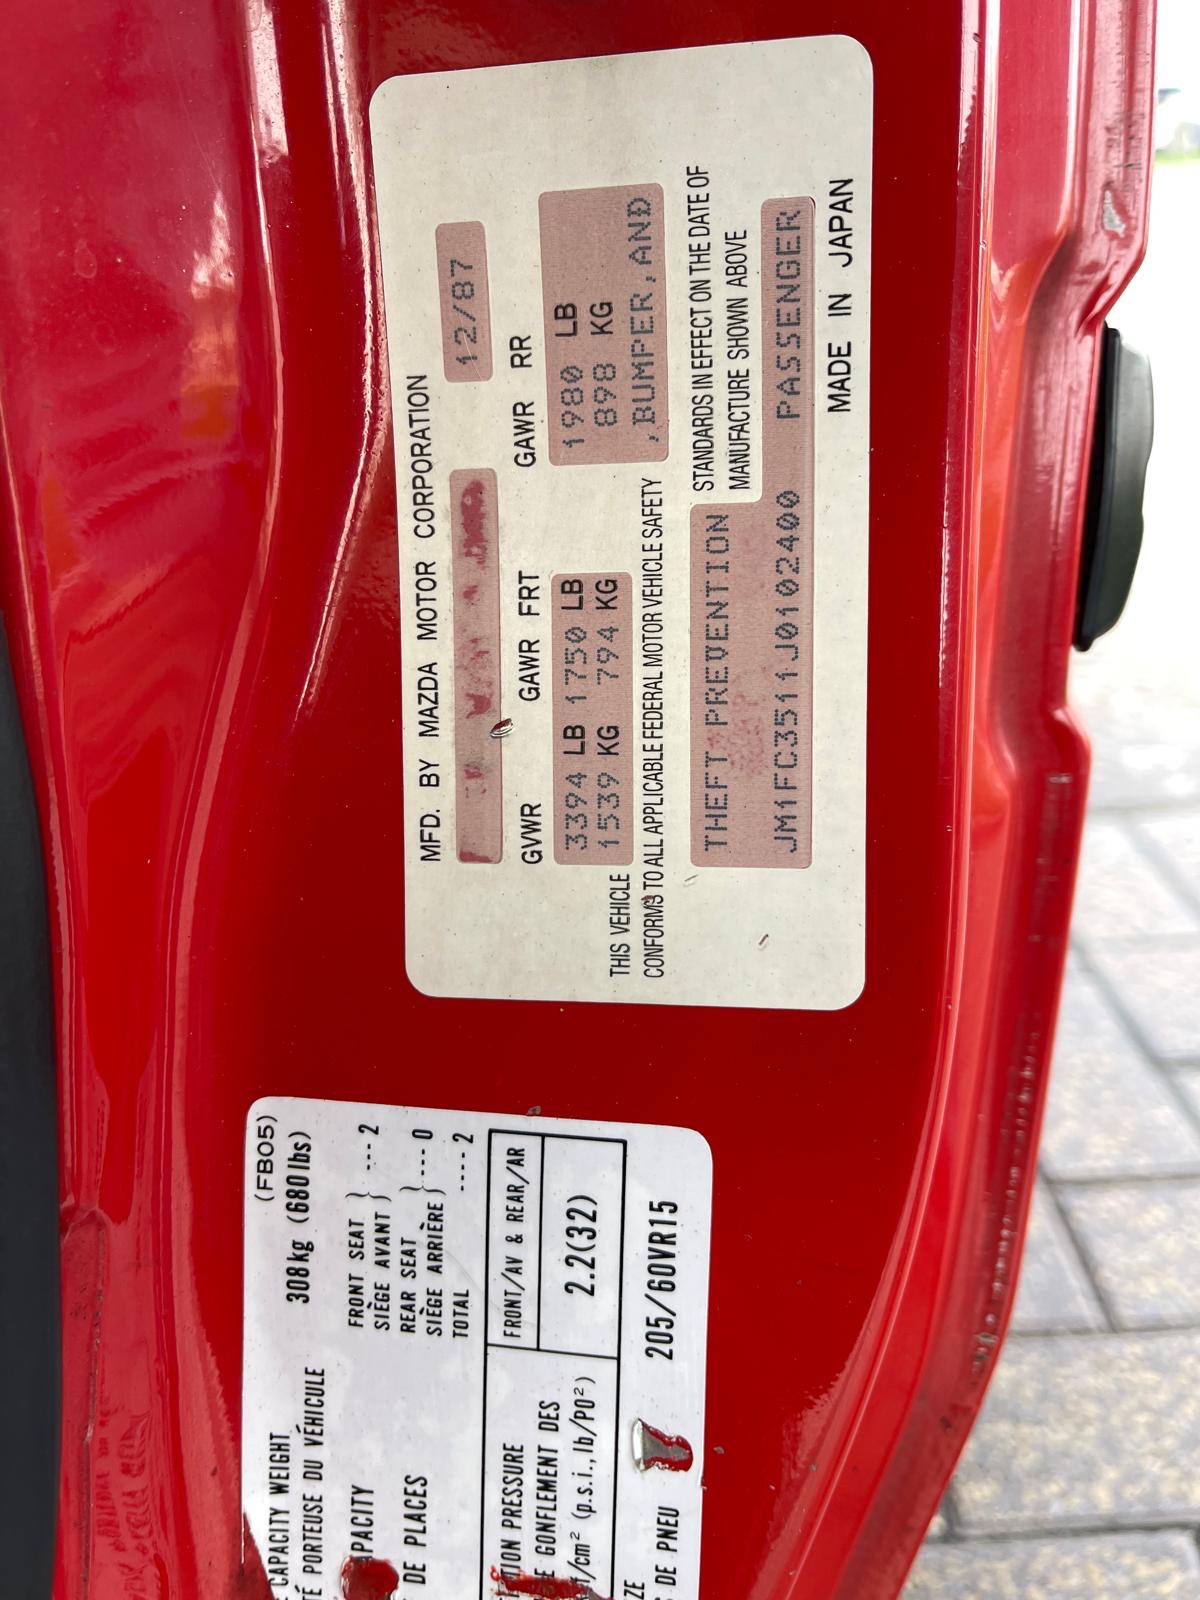 MFD. BY MAZDA MOTOR CORPORATION
12/87
GVWR GAWR FRT GAWR RR
3394 LB 1750 LB 1980 LB
1539 KG 794 KG 898 KG
THIS VEHICLE
CONFORMS TO ALL APPLICABLE FEDERAL MOTOR VEHICLE SAFETY ,BUMPER,AND
THEFT PREVENTION STANDARDS IN EFFECT ON THE DATE OF
MANUFACTURE SHOWN ABOVE
JM1FC3511J0102400 PASSENGER
MADE IN JAPAN
(FB05)
CAPACITY WEIGHT 308kg (680lbs)
PORTEUSE DU VÉHICULE
FRONT SEAT
SIÈGE AVANT } --- 2
REAR SEAT
SIÈGE ARRIÈRE } --- 0
TOTAL ---- 2
DE PLACES
PRESSURE FRONT/AV & REAR/AR
GONFLEMENT DES
/cm² (p.s.i.,lb/PO²) 2.2(32)
205/60VR15
DE PNEU